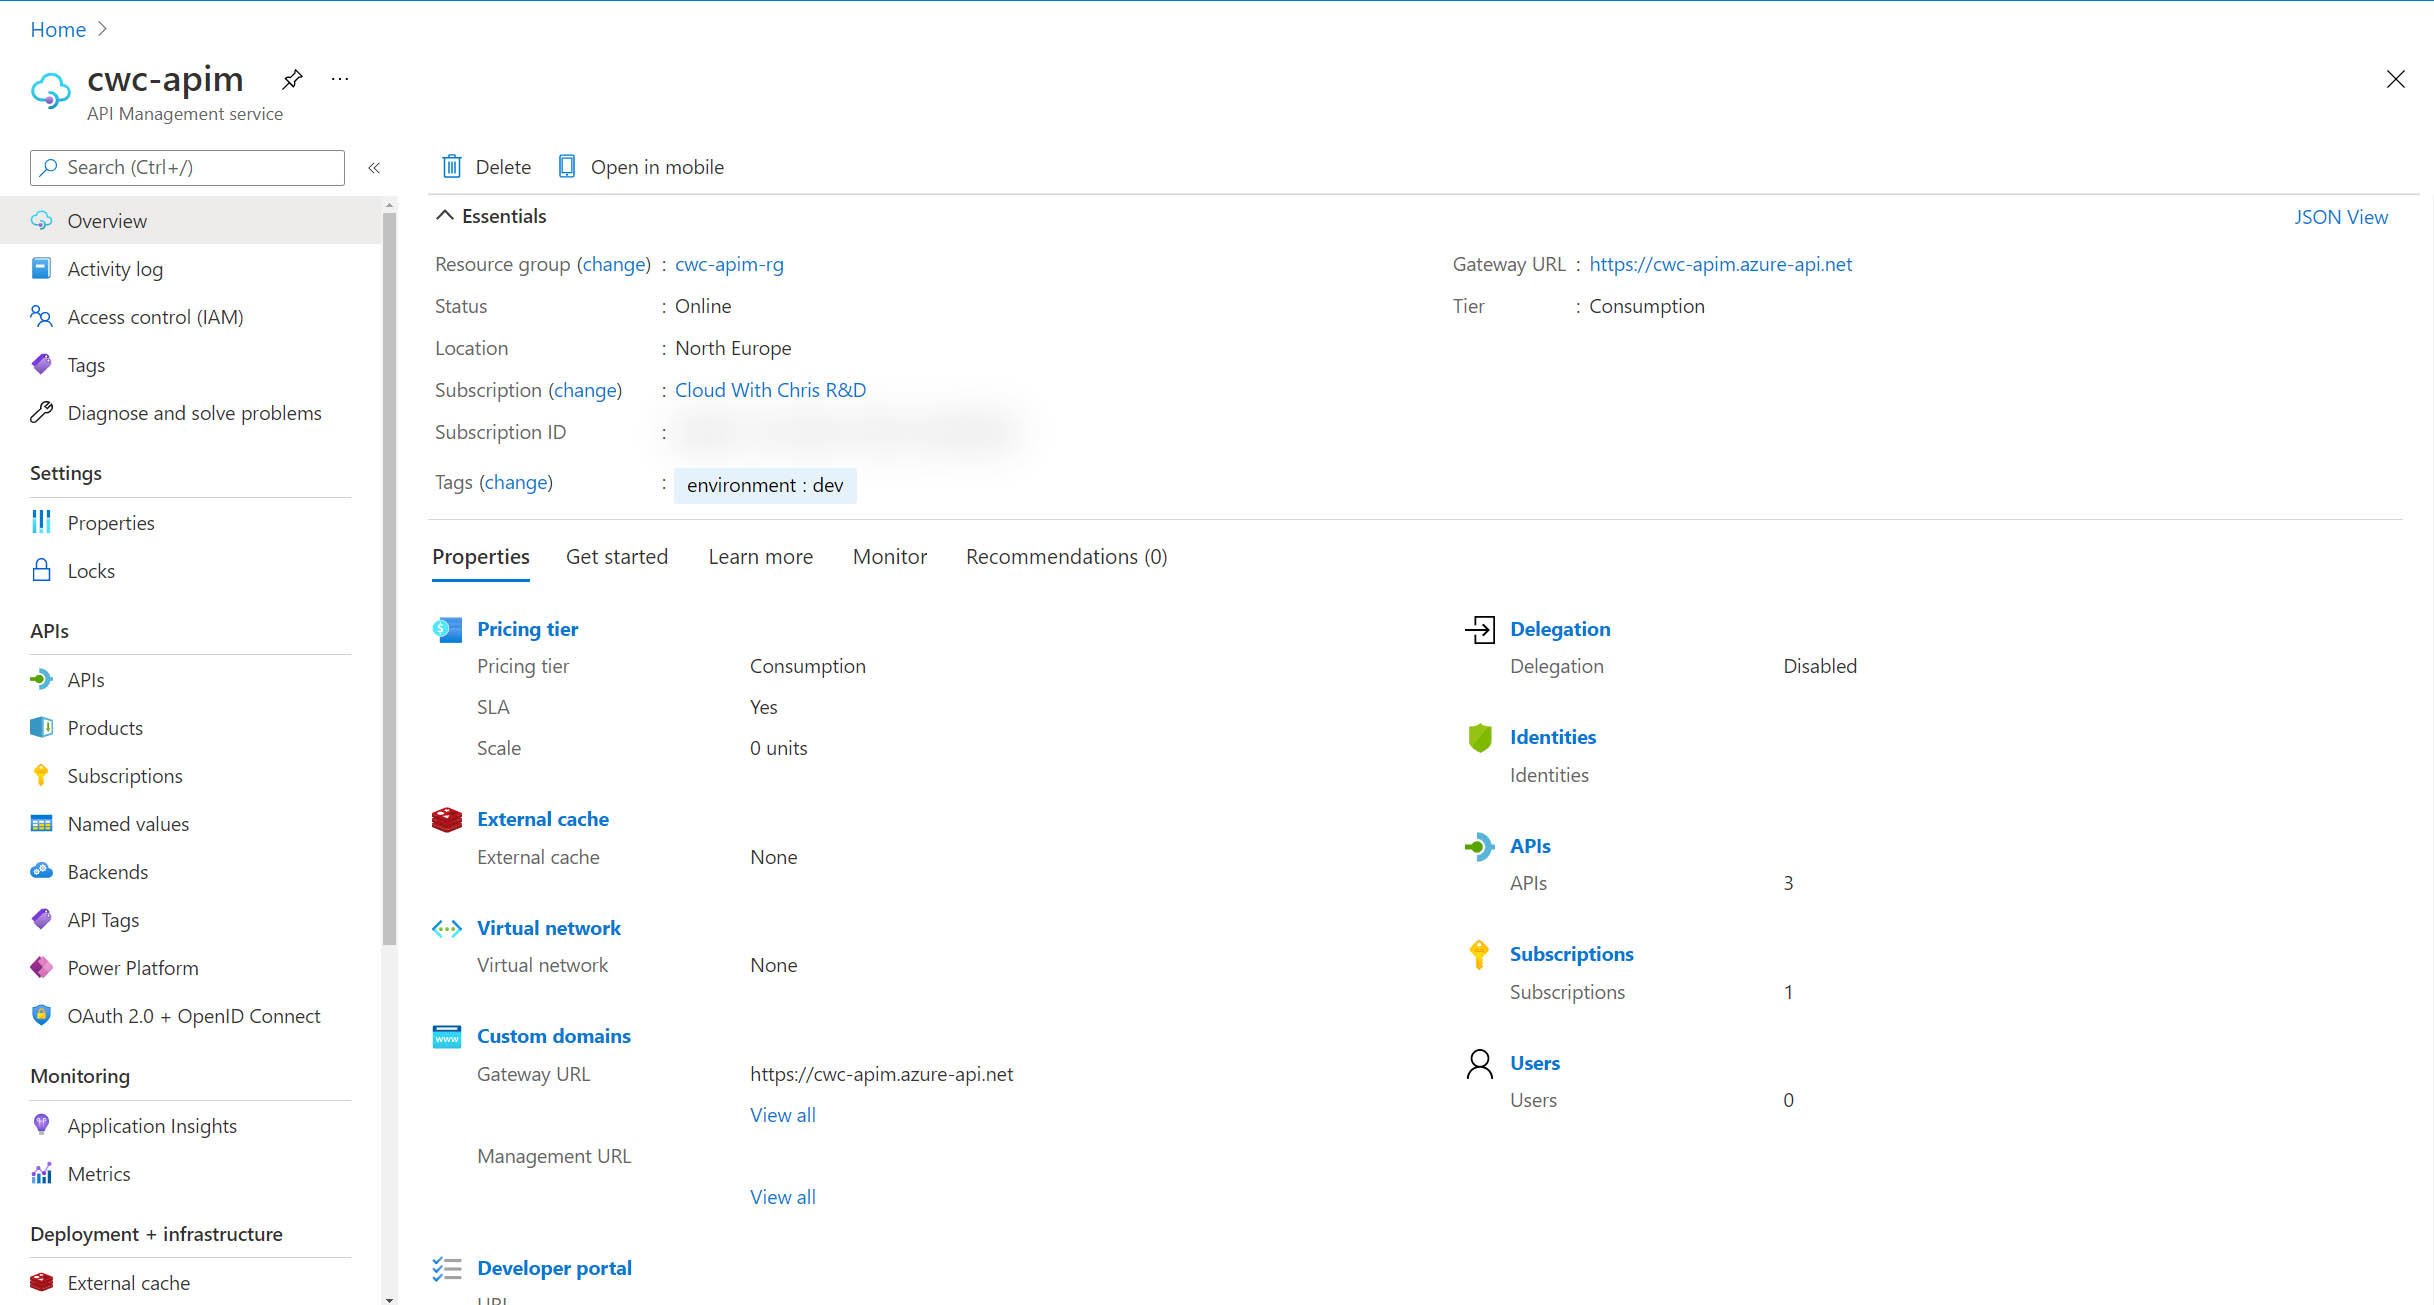 Home
cwc-apim
API Management service
Search (Ctrl+/)
Overview
Activity log
Access control (IAM)
Tags
Diagnose and solve problems
Settings
Properties
Locks
APIs
APIs
Products
Subscriptions
Named values
Backends
API Tags
Power Platform
OAuth 2.0 + OpenID Connect
Monitoring
Application Insights
Metrics
Deployment + infrastructure
External cache
Delete Open in mobile
Essentials
JSON View
Resource group (change) : cwc-apim-rg
Status : Online
Location : North Europe
Subscription (change) : Cloud With Chris R&D
Subscription ID :
Tags (change) : environment : dev
Gateway URL : https://cwc-apim.azure-api.net
Tier : Consumption
Properties Get started Learn more Monitor Recommendations (0)
Pricing tier
Pricing tier Consumption
SLA Yes
Scale 0 units
External cache
External cache None
Virtual network
Virtual network None
Custom domains
www
Gateway URL https://cwc-apim.azure-api.net
View all
Management URL
View all
Developer portal
URL
Delegation
Delegation Disabled
Identities
Identities
APIs
APIs 3
Subscriptions
Subscriptions 1
Users
Users 0